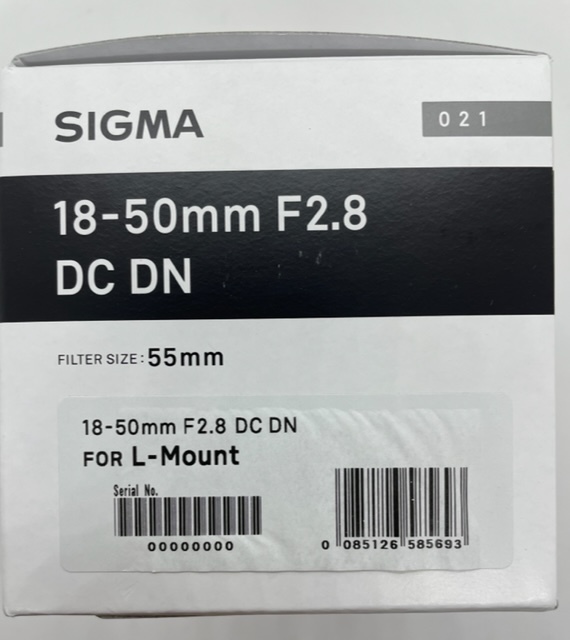 SIGMA
021
18-50mm F2.8
DC DN
FILTER SIZE: 55mm
18-50mm F2.8 DC DN
FOR L-Mount
Serial No.
00000000
0 085126 585693